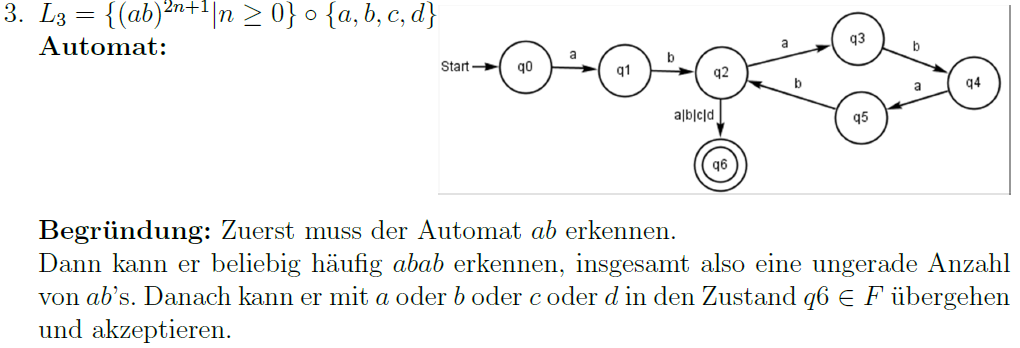 3. L₃ = {(ab)²ⁿ⁺¹|n ≥ 0} ∘ {a, b, c, d}
Automat:
Start
q0
a
q1
b
q2
a
q3
b
q4
a
q5
b
a|b|c|d
q6
Begründung: Zuerst muss der Automat ab erkennen.
Dann kann er beliebig häufig abab erkennen, insgesamt also eine ungerade Anzahl
von ab's. Danach kann er mit a oder b oder c oder d in den Zustand q6 ∈ F übergehen
und akzeptieren.